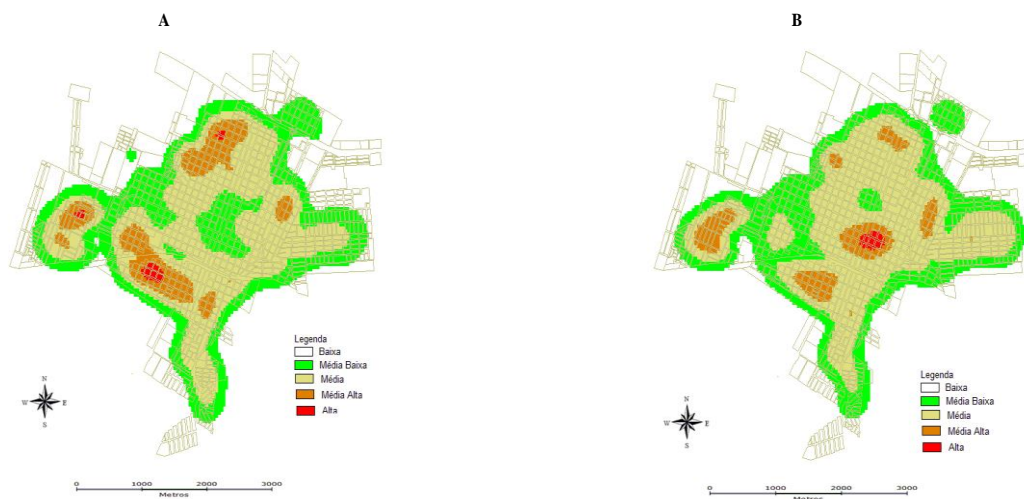 A
B
Legenda
Baixa
Média Baixa
Média
Média Alta
Alta
N
W E
S
0 1000 2000 3000
Metros
Legenda
Baixa
Média Baixa
Média
Média Alta
Alta
N
W E
S
0 1000 2000 3000
Metros